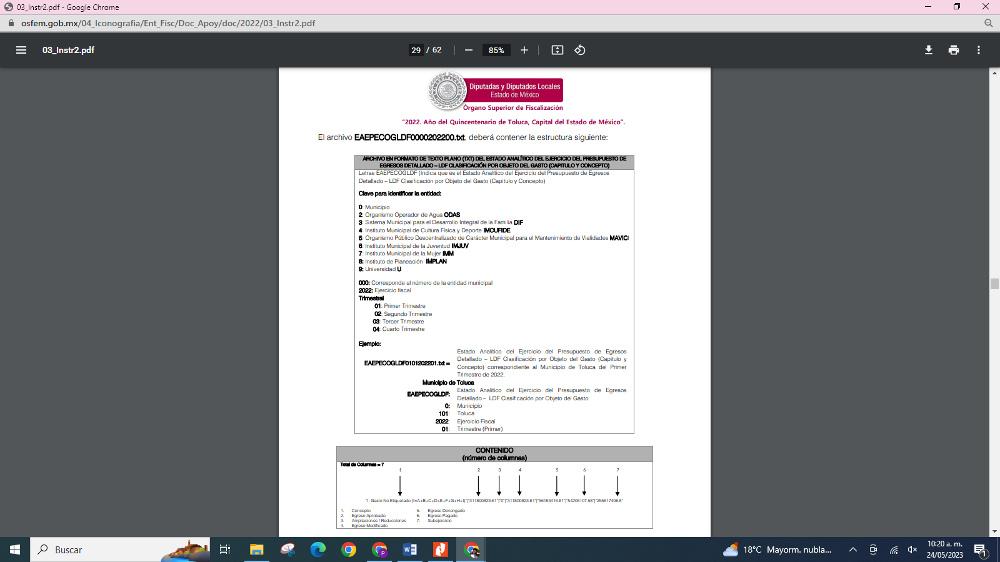 03_Instr2.pdf - Google Chrome
osfem.gob.mx/04_Iconografia/Ent_Fisc/Doc_Apoy/doc/2022/03_Instr2.pdf
03_Instr2.pdf
29 / 62
85%
Diputadas y Diputados Locales
Estado de México
Órgano Superior de Fiscalización
"2022. Año del Quincentenario de Toluca, Capital del Estado de México".
El archivo EAEPECOGLDF0000202200.txt, deberá contener la estructura siguiente:
ARCHIVO EN FORMATO DE TEXTO PLANO (TXT) DEL ESTADO ANALÍTICO DEL EJERCICIO DEL PRESUPUESTO DE
EGRESOS DETALLADO – LDF CLASIFICACIÓN POR OBJETO DEL GASTO (CAPITULO Y CONCEPTO)
Letras EAEPECOGLDF (Indica que es el Estado Analítico del Ejercicio del Presupuesto de Egresos
Detallado – LDF Clasificación por Objeto del Gasto (Capitulo y Concepto)
Clave para identificar la entidad:
0: Municipio
2: Organismo Operador de Agua ODAS
3: Sistema Municipal para el Desarrollo Integral de la Familia DIF
4: Instituto Municipal de Cultura Física y Deporte IMCUFIDE
5: Organismo Público Descentralizado de Carácter Municipal para el Mantenimiento de Vialidades MAVICI
6: Instituto Municipal de la Juventud IMJUV
7: Instituto Municipal de la Mujer IMM
8: Instituto de Planeación IMPLAN
9: Universidad U
000: Corresponde al número de la entidad municipal
2022: Ejercicio fiscal
Trimestral
01: Primer Trimestre
02: Segundo Trimestre
03: Tercer Trimestre
04: Cuarto Trimestre
Ejemplo:
EAEPECOGLDF0101202201.txt =
Estado Analítico del Ejercicio del Presupuesto de Egresos
Detallado – LDF Clasificación por Objeto del Gasto (Capitulo y
Concepto) correspondiente al Municipio de Toluca del Primer
Trimestre de 2022.
Municipio de Toluca
EAEPECOGLDF:
Estado Analítico del Ejercicio del Presupuesto de Egresos
Detallado – LDF Clasificación por Objeto del Gasto
0: Municipio
101: Toluca
2022: Ejercicio Fiscal
01: Trimestre (Primer)
CONTENIDO
(número de columnas)
Total de Columnas = 7
1 2 3 4 5 6 7
"I. Gasto No Etiquetado (I=A+B+C+D+E+F+G+H+I)"|"311800823.61"|"0"|"311800823.61"|"56183416.81"|"54205107.58"|"255617406.8"
1. Concepto 5. Egreso Devengado
2. Egreso Aprobado 6. Egreso Pagado
3. Ampliaciones / Reducciones 7. Subejercicio
4. Egreso Modificado
Buscar
18°C Mayorm. nubla...
10:20 a. m.
24/05/2023
1